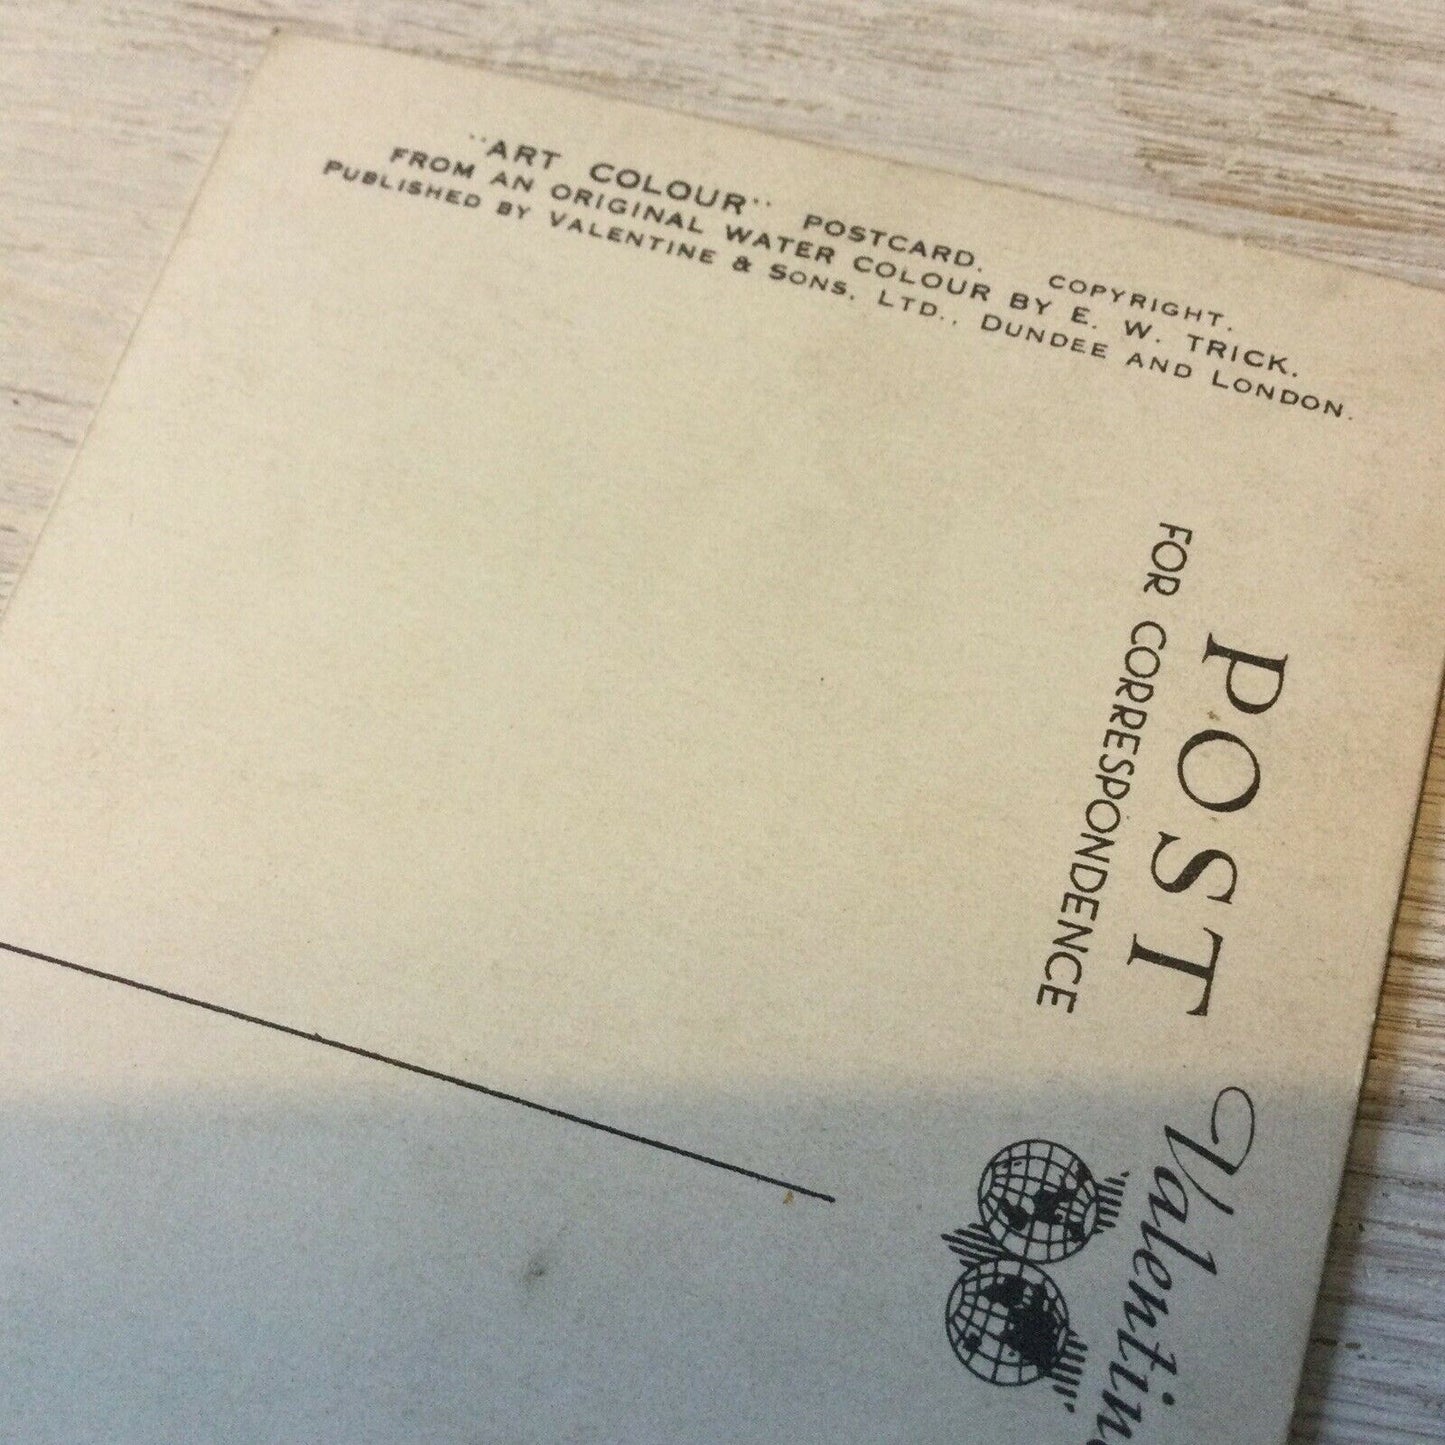 "ART COLOUR" POSTCARD. COPYRIGHT.
FROM AN ORIGINAL WATER COLOUR BY E. W. TRICK.
PUBLISHED BY VALENTINE & SONS, LTD., DUNDEE AND LONDON.
POST
FOR CORRESPONDENCE
Valentin